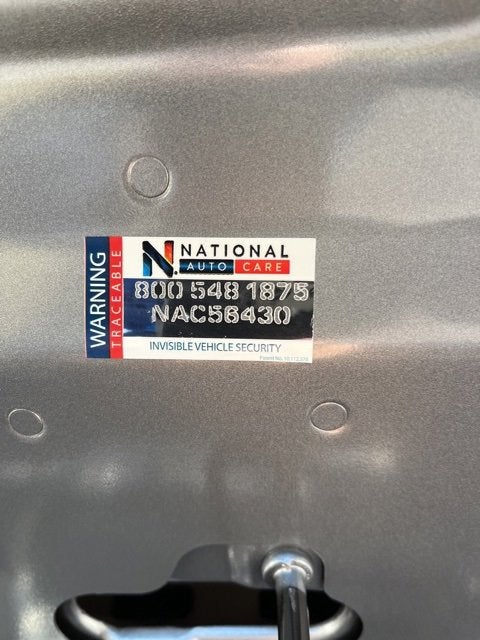 WARNING
TRACEABLE
N. NATIONAL
AUTO CARE
800 548 1875
NAC56430
INVISIBLE VEHICLE SECURITY